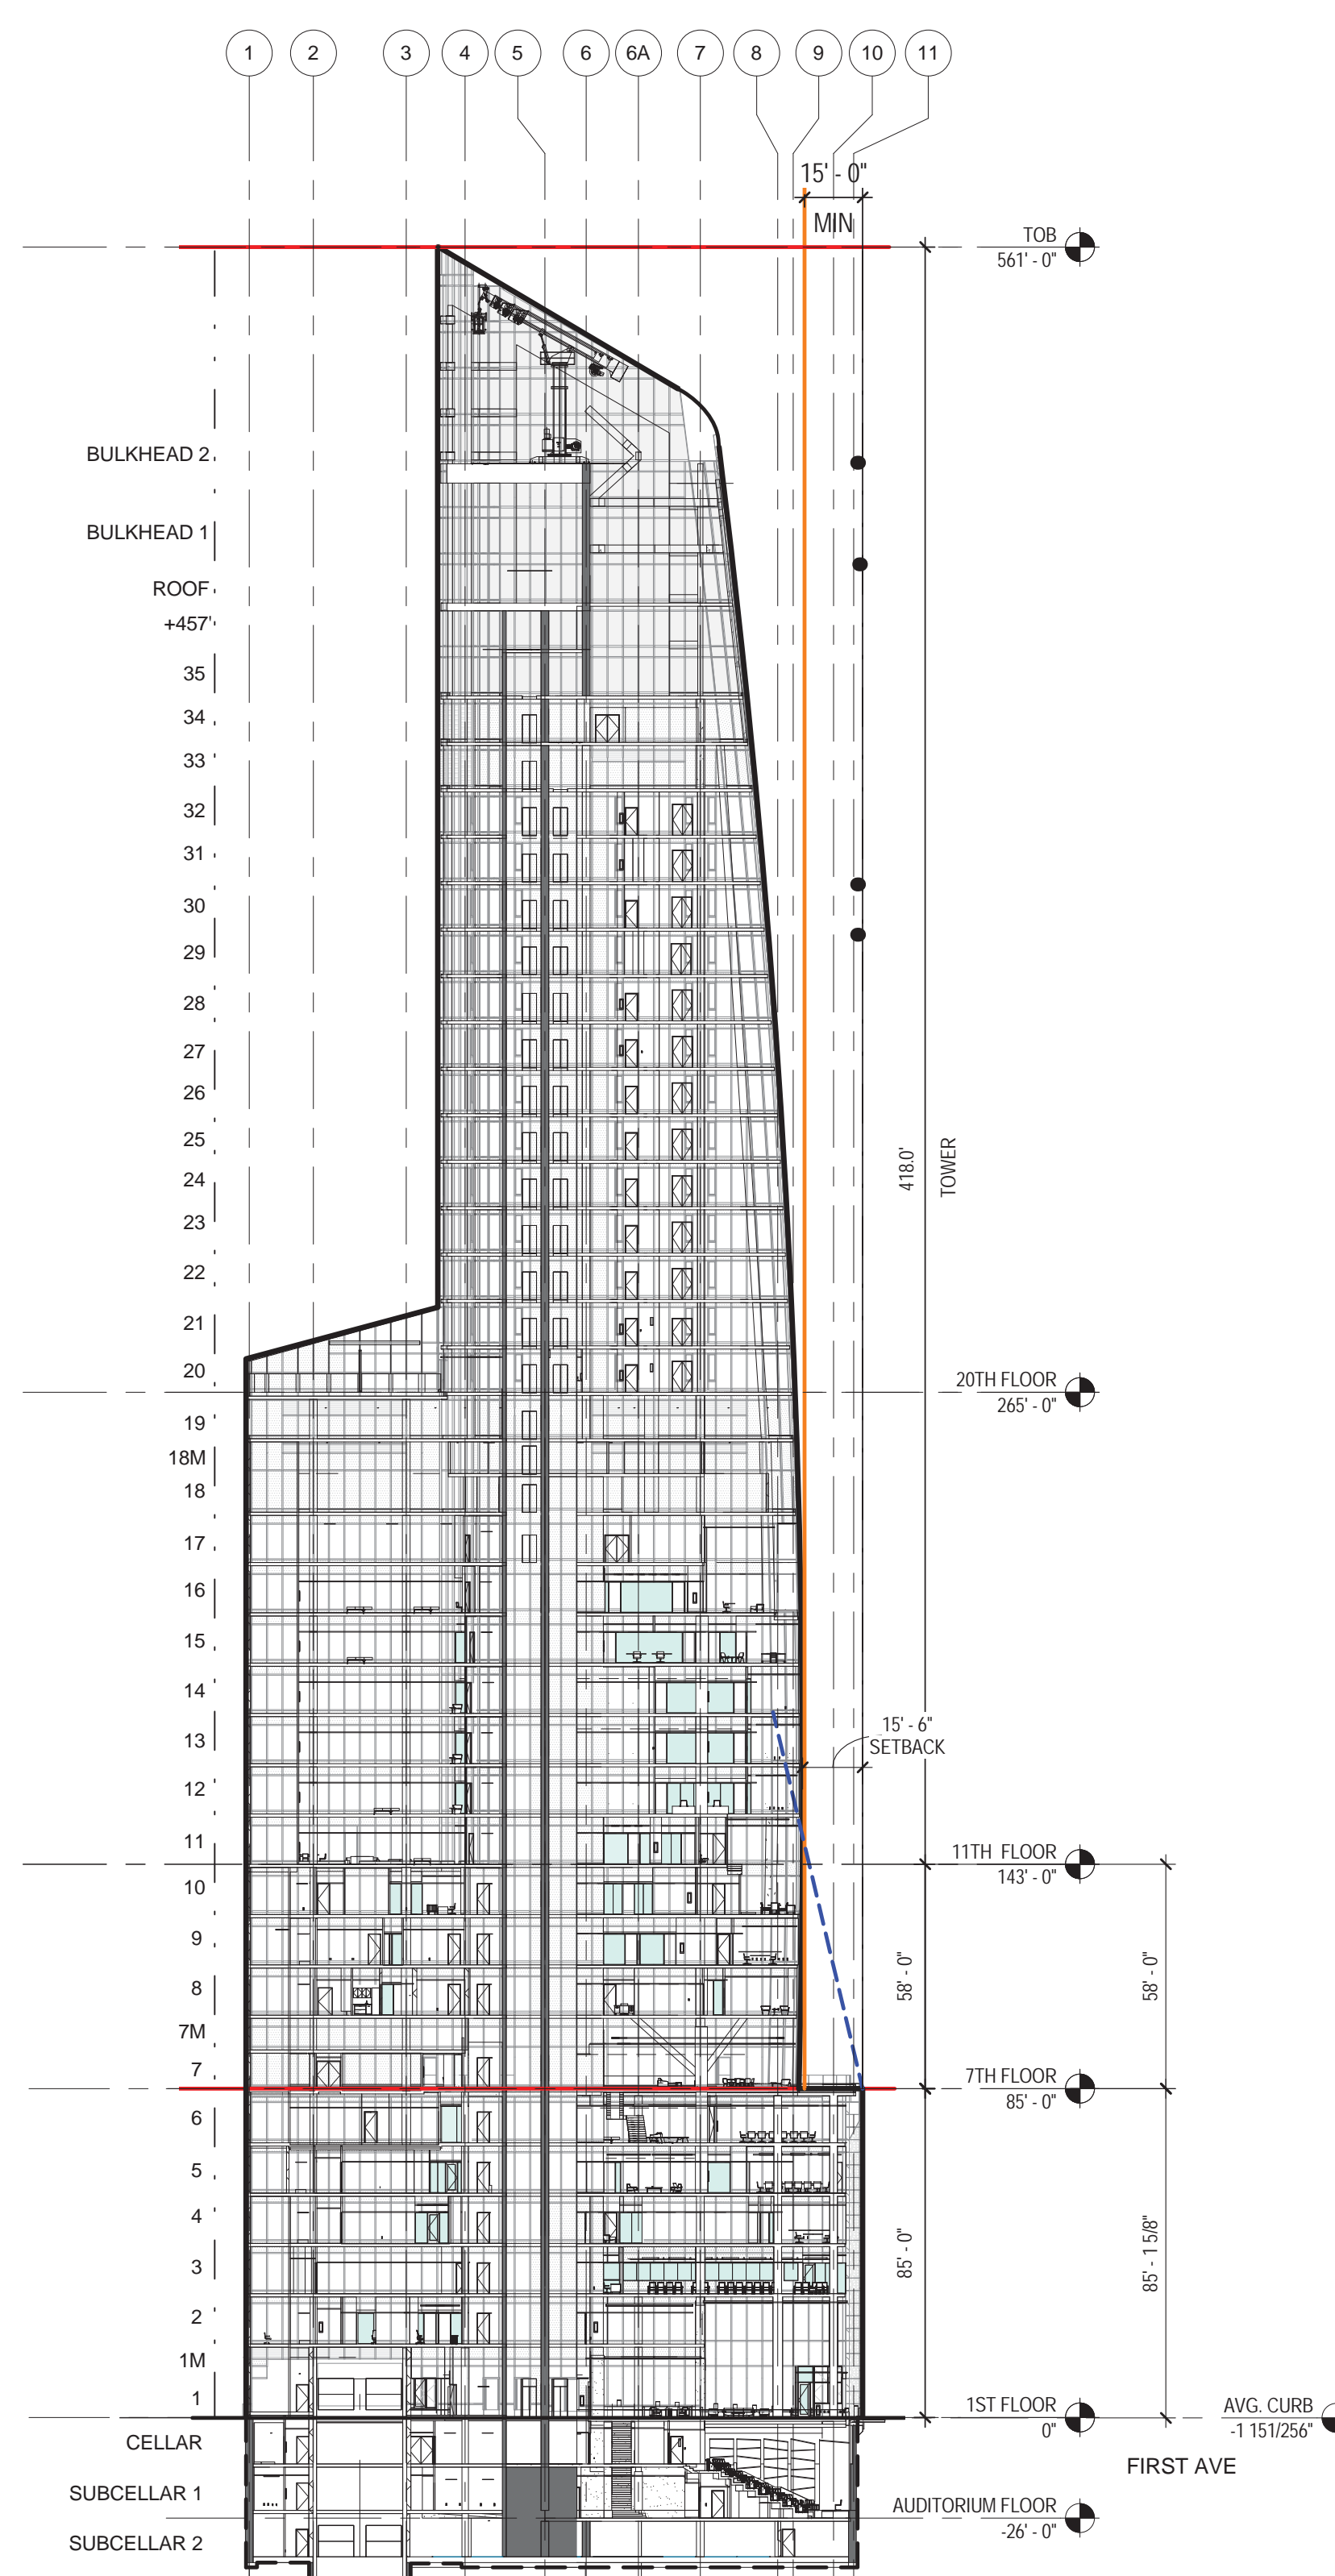 1 2 3 4 5 6 6A 7 8 9 10 11
15' - 0"
MIN
TOB
561' - 0"
BULKHEAD 2
BULKHEAD 1
ROOF
+457'
35
34
33
32
31
30
29
28
27
26
25
24
23
22
21
20
19
18M
18
17
16
15
14
13
12
11
10
9
8
7M
7
6
5
4
3
2
1M
1
CELLAR
SUBCELLAR 1
SUBCELLAR 2
418.0'
TOWER
20TH FLOOR
265' - 0"
15' - 6"
SETBACK
11TH FLOOR
143' - 0"
58' - 0"
58' - 0"
7TH FLOOR
85' - 0"
85' - 0"
85' - 1 5/8"
1ST FLOOR
0"
AVG. CURB
-1 151/256"
FIRST AVE
AUDITORIUM FLOOR
-26' - 0"